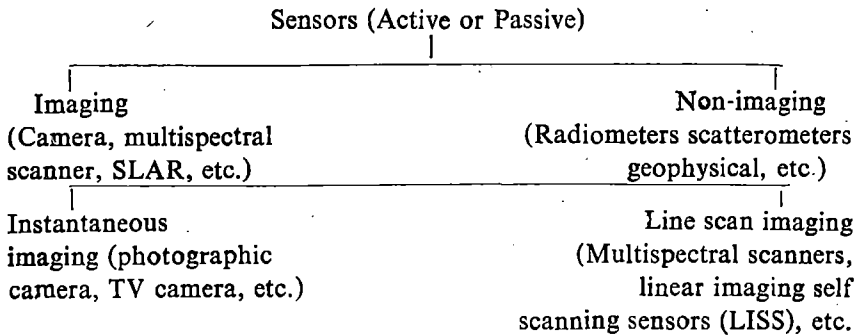 Sensors (Active or Passive)
Imaging
(Camera, multispectral
scanner, SLAR, etc.)
Non-imaging
(Radiometers scatterometers
geophysical, etc.)
Instantaneous
imaging (photographic
camera, TV camera, etc.)
Line scan imaging
(Multispectral scanners,
linear imaging self
scanning sensors (LISS), etc.